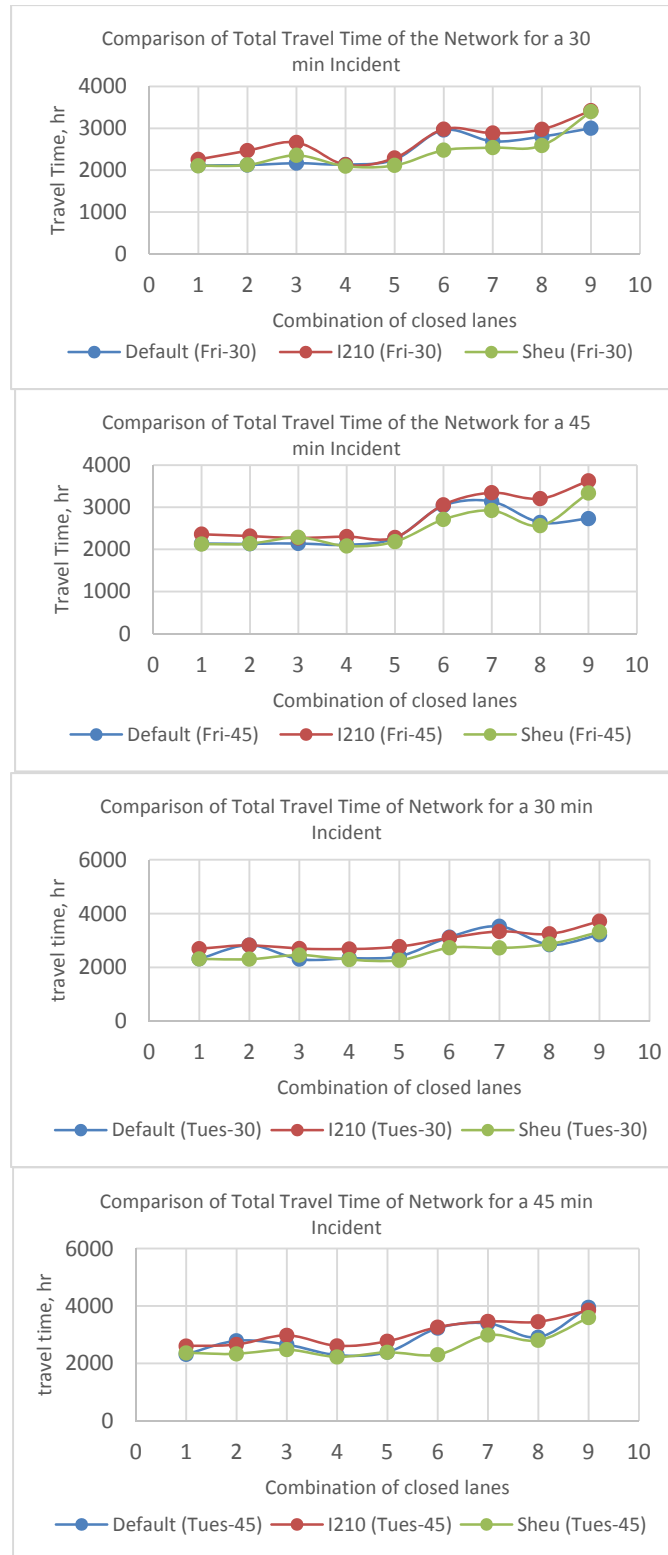 Comparison of Total Travel Time of the Network for a 30
min Incident
4000
3000
2000
1000
0
Travel Time, hr
0 1 2 3 4 5 6 7 8 9 10
Combination of closed lanes
Default (Fri-30) I210 (Fri-30) Sheu (Fri-30)
Comparison of Total Travel Time of the Network for a 45
min Incident
4000
3000
2000
1000
0
Travel Time, hr
0 1 2 3 4 5 6 7 8 9 10
Combination of closed lanes
Default (Fri-45) I210 (Fri-45) Sheu (Fri-45)
Comparison of Total Travel Time of Network for a 30 min
Incident
6000
4000
2000
0
travel time, hr
0 1 2 3 4 5 6 7 8 9 10
Combination of closed lanes
Default (Tues-30) I210 (Tues-30) Sheu (Tues-30)
Comparison of Total Travel Time of Network for a 45 min
Incident
6000
4000
2000
0
travel time, hr
0 1 2 3 4 5 6 7 8 9 10
Combination of closed lanes
Default (Tues-45) I210 (Tues-45) Sheu (Tues-45)